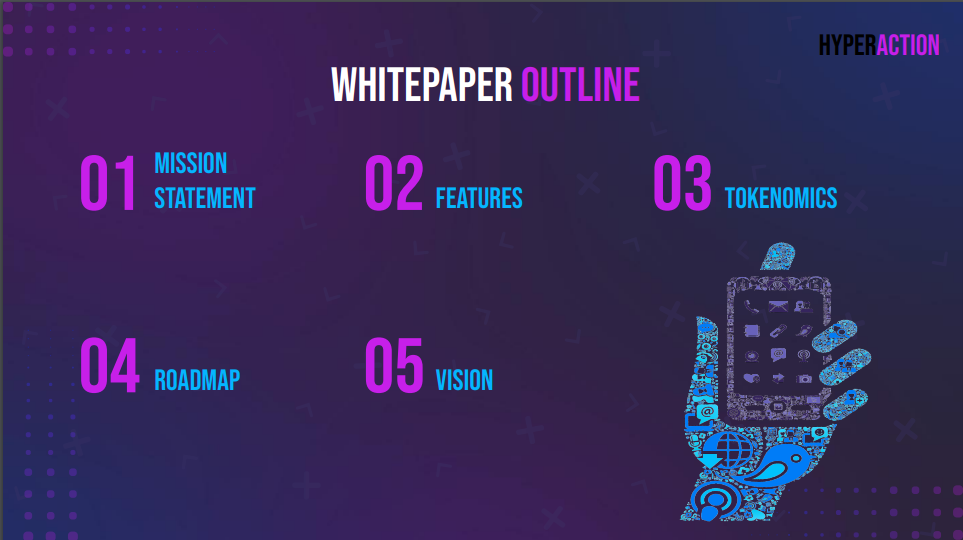 HYPERACTION
WHITEPAPER OUTLINE
01 MISSION
STATEMENT
02 FEATURES
03 TOKENOMICS
04 ROADMAP
05 VISION
@